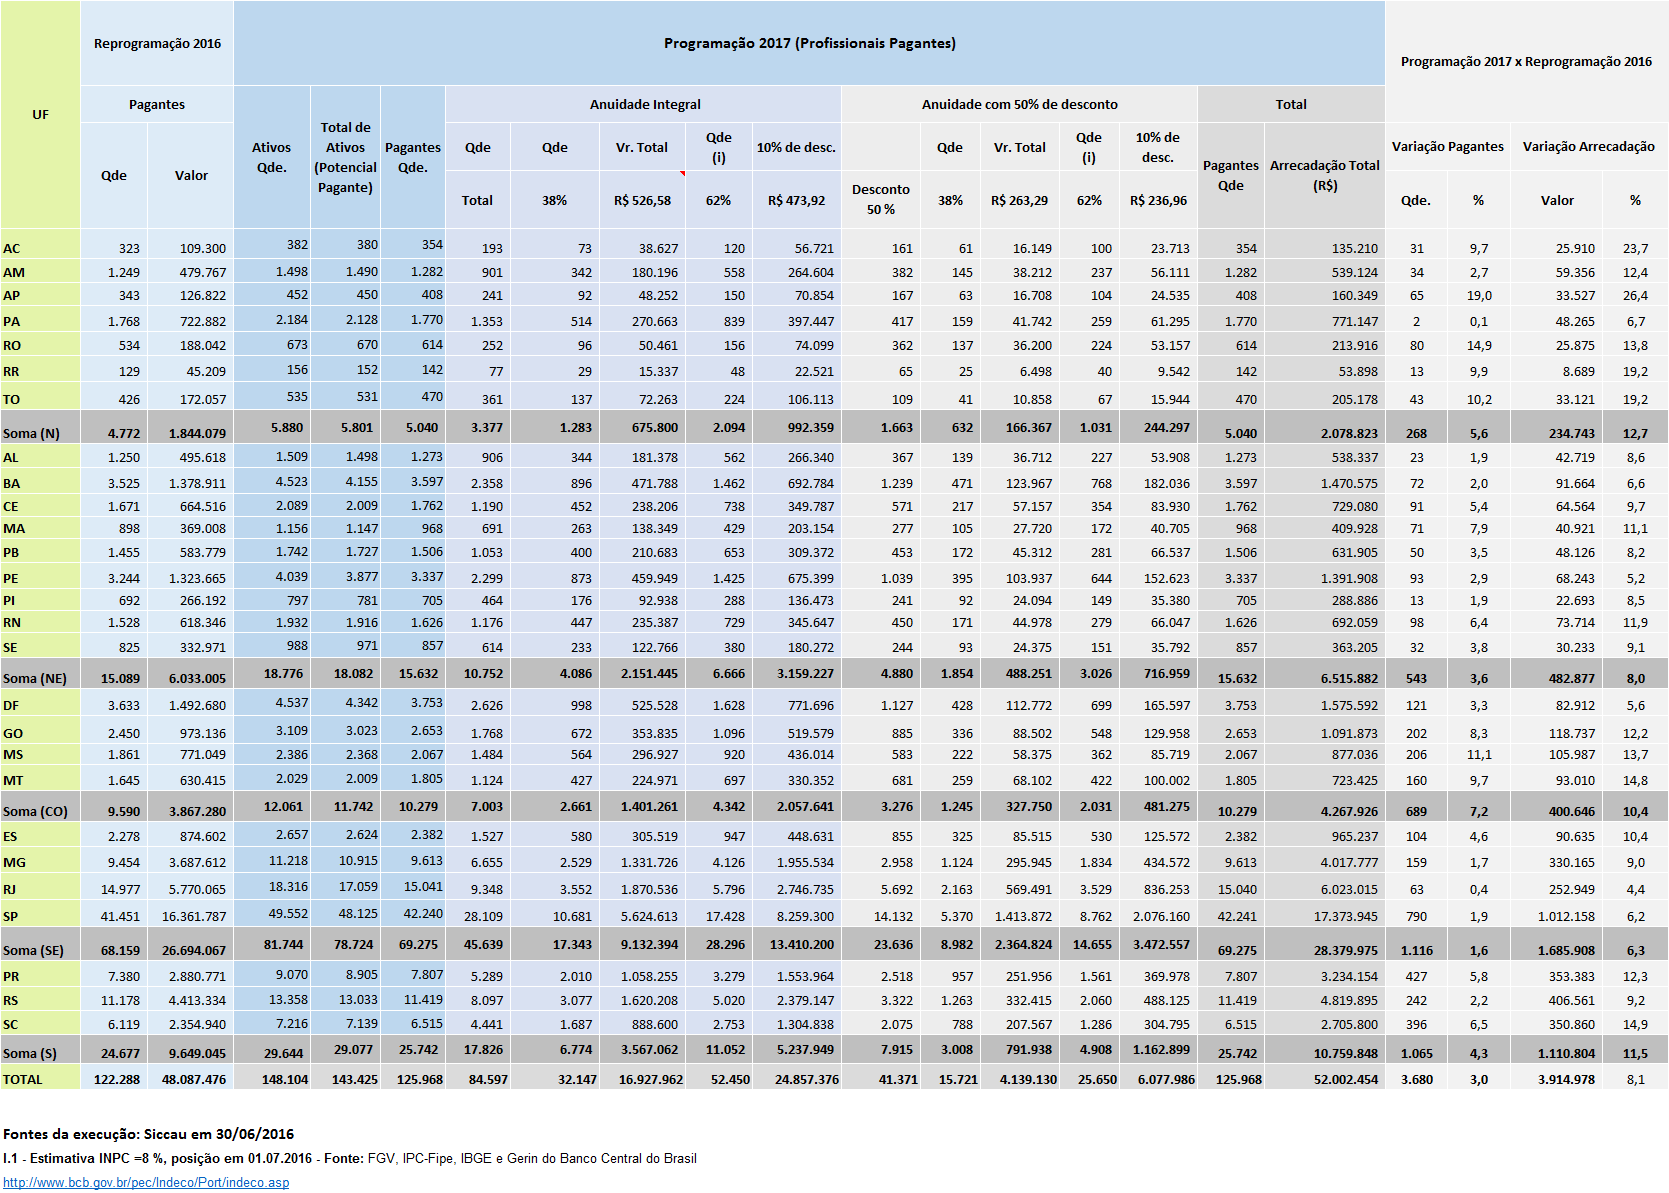 UF Reprogramação 2016 Programação 2017 (Profissionais Pagantes) Programação 2017 x Reprogramação 2016
Pagantes Ativos Qde. Total de Ativos (Potencial Pagante) Pagantes Qde. Anuidade Integral Anuidade com 50% de desconto Total
Qde Valor Qde Qde Vr. Total Qde (i) 10% de desc. Qde Vr. Total Qde (i) 10% de desc. Pagantes Qde Arrecadação Total (R$) Variação Pagantes Variação Arrecadação
Total 38% R$ 526,58 62% R$ 473,92 Desconto 50 % 38% R$ 263,29 62% R$ 236,96 Qde. % Valor %
AC 323 109.300 382 380 354 193 73 38.627 120 56.721 161 61 16.149 100 23.713 354 135.210 31 9,7 25.910 23,7
AM 1.249 479.767 1.498 1.490 1.282 901 342 180.196 558 264.604 382 145 38.212 237 56.111 1.282 539.124 34 2,7 59.356 12,4
AP 343 126.822 452 450 408 241 92 48.252 150 70.854 167 63 16.708 104 24.535 408 160.349 65 19,0 33.527 26,4
PA 1.768 722.882 2.184 2.128 1.770 1.353 514 270.663 839 397.447 417 159 41.742 259 61.295 1.770 771.147 2 0,1 48.265 6,7
RO 534 188.042 673 670 614 252 96 50.461 156 74.099 362 137 36.200 224 53.157 614 213.916 80 14,9 25.875 13,8
RR 129 45.209 156 152 142 77 29 15.337 48 22.521 65 25 6.498 40 9.542 142 53.898 13 9,9 8.689 19,2
TO 426 172.057 535 531 470 361 137 72.263 224 106.113 109 41 10.858 67 15.944 470 205.178 43 10,2 33.121 19,2
Soma (N) 4.772 1.844.079 5.880 5.801 5.040 3.377 1.283 675.800 2.094 992.359 1.663 632 166.367 1.031 244.297 5.040 2.078.823 268 5,6 234.743 12,7
AL 1.250 495.618 1.509 1.498 1.273 906 344 181.378 562 266.340 367 139 36.712 227 53.908 1.273 538.337 23 1,9 42.719 8,6
BA 3.525 1.378.911 4.523 4.155 3.597 2.358 896 471.788 1.462 692.784 1.239 471 123.967 768 182.036 3.597 1.470.575 72 2,0 91.664 6,6
CE 1.671 664.516 2.089 2.009 1.762 1.190 452 238.206 738 349.787 571 217 57.157 354 83.930 1.762 729.080 91 5,4 64.564 9,7
MA 898 369.008 1.156 1.147 968 691 263 138.349 429 203.154 277 105 27.720 172 40.705 968 409.928 71 7,9 40.921 11,1
PB 1.455 583.779 1.742 1.727 1.506 1.053 400 210.683 653 309.372 453 172 45.312 281 66.537 1.506 631.905 50 3,5 48.126 8,2
PE 3.244 1.323.665 4.039 3.877 3.337 2.299 873 459.949 1.425 675.399 1.039 395 103.937 644 152.623 3.337 1.391.908 93 2,9 68.243 5,2
PI 692 266.192 797 781 705 464 176 92.938 288 136.473 241 92 24.094 149 35.380 705 288.886 13 1,9 22.693 8,5
RN 1.528 618.346 1.932 1.916 1.626 1.176 447 235.387 729 345.647 450 171 44.978 279 66.047 1.626 692.059 98 6,4 73.714 11,9
SE 825 332.971 988 971 857 614 233 122.766 380 180.272 244 93 24.375 151 35.792 857 363.205 32 3,8 30.233 9,1
Soma (NE) 15.089 6.033.005 18.776 18.082 15.632 10.752 4.086 2.151.445 6.666 3.159.227 4.880 1.854 488.251 3.026 716.959 15.632 6.515.882 543 3,6 482.877 8,0
DF 3.633 1.492.680 4.537 4.342 3.753 2.626 998 525.528 1.628 771.696 1.127 428 112.772 699 165.597 3.753 1.575.592 121 3,3 82.912 5,6
GO 2.450 973.136 3.109 3.023 2.653 1.768 672 353.835 1.096 519.579 885 336 88.502 548 129.958 2.653 1.091.873 202 8,3 118.737 12,2
MS 1.861 771.049 2.386 2.368 2.067 1.484 564 296.927 920 436.014 583 222 58.375 362 85.719 2.067 877.036 206 11,1 105.987 13,7
MT 1.645 630.415 2.029 2.009 1.805 1.124 427 224.971 697 330.352 681 259 68.102 422 100.002 1.805 723.425 160 9,7 93.010 14,8
Soma (CO) 9.590 3.867.280 12.061 11.742 10.279 7.003 2.661 1.401.261 4.342 2.057.641 3.276 1.245 327.750 2.031 481.275 10.279 4.267.926 689 7,2 400.646 10,4
ES 2.278 874.602 2.657 2.624 2.382 1.527 580 305.519 947 448.631 855 325 85.515 530 125.572 2.382 965.237 104 4,6 90.635 10,4
MG 9.454 3.687.612 11.218 10.915 9.613 6.655 2.529 1.331.726 4.126 1.955.534 2.958 1.124 295.945 1.834 434.572 9.613 4.017.777 159 1,7 330.165 9,0
RJ 14.977 5.770.065 18.316 17.059 15.041 9.348 3.552 1.870.536 5.796 2.746.735 5.692 2.163 569.491 3.529 836.253 15.040 6.023.015 63 0,4 252.949 4,4
SP 41.451 16.361.787 49.552 48.125 42.240 28.109 10.681 5.624.613 17.428 8.259.300 14.132 5.370 1.413.872 8.762 2.076.160 42.241 17.373.945 790 1,9 1.012.158 6,2
Soma (SE) 68.159 26.694.067 81.744 78.724 69.275 45.639 17.343 9.132.394 28.296 13.410.200 23.636 8.982 2.364.824 14.655 3.472.557 69.275 28.379.975 1.116 1,6 1.685.908 6,3
PR 7.380 2.880.771 9.070 8.905 7.807 5.289 2.010 1.058.255 3.279 1.553.964 2.518 957 251.956 1.561 369.978 7.807 3.234.154 427 5,8 353.383 12,3
RS 11.178 4.413.334 13.358 13.033 11.419 8.097 3.077 1.620.208 5.020 2.379.147 3.322 1.263 332.415 2.060 488.125 11.419 4.819.895 242 2,2 406.561 9,2
SC 6.119 2.354.940 7.216 7.139 6.515 4.441 1.687 888.600 2.753 1.304.838 2.075 788 207.567 1.286 304.795 6.515 2.705.800 396 6,5 350.860 14,9
Soma (S) 24.677 9.649.045 29.644 29.077 25.742 17.826 6.774 3.567.062 11.052 5.237.949 7.915 3.008 791.938 4.908 1.162.899 25.742 10.759.848 1.065 4,3 1.110.804 11,5
TOTAL 122.288 48.087.476 148.104 143.425 125.968 84.597 32.147 16.927.962 52.450 24.857.376 41.371 15.721 4.139.130 25.650 6.077.986 125.968 52.002.454 3.680 3,0 3.914.978 8,1
Fontes da execução: Siccau em 30/06/2016
I.1 - Estimativa INPC =8 %, posição em 01.07.2016 - Fonte: FGV, IPC-Fipe, IBGE e Gerin do Banco Central do Brasil
http://www.bcb.gov.br/pec/Indeco/Port/indeco.asp